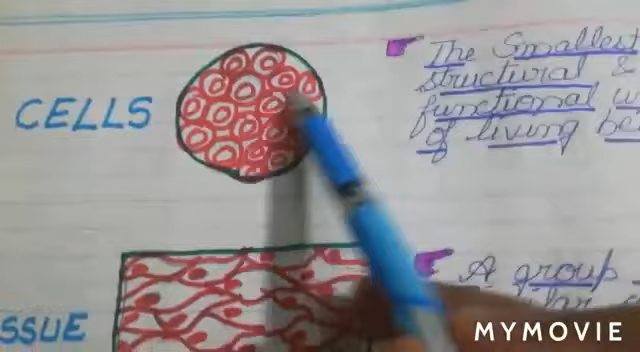 CELLS
The Smallest
structural &
functional
of living
SSUE
A group
MYMOVIE